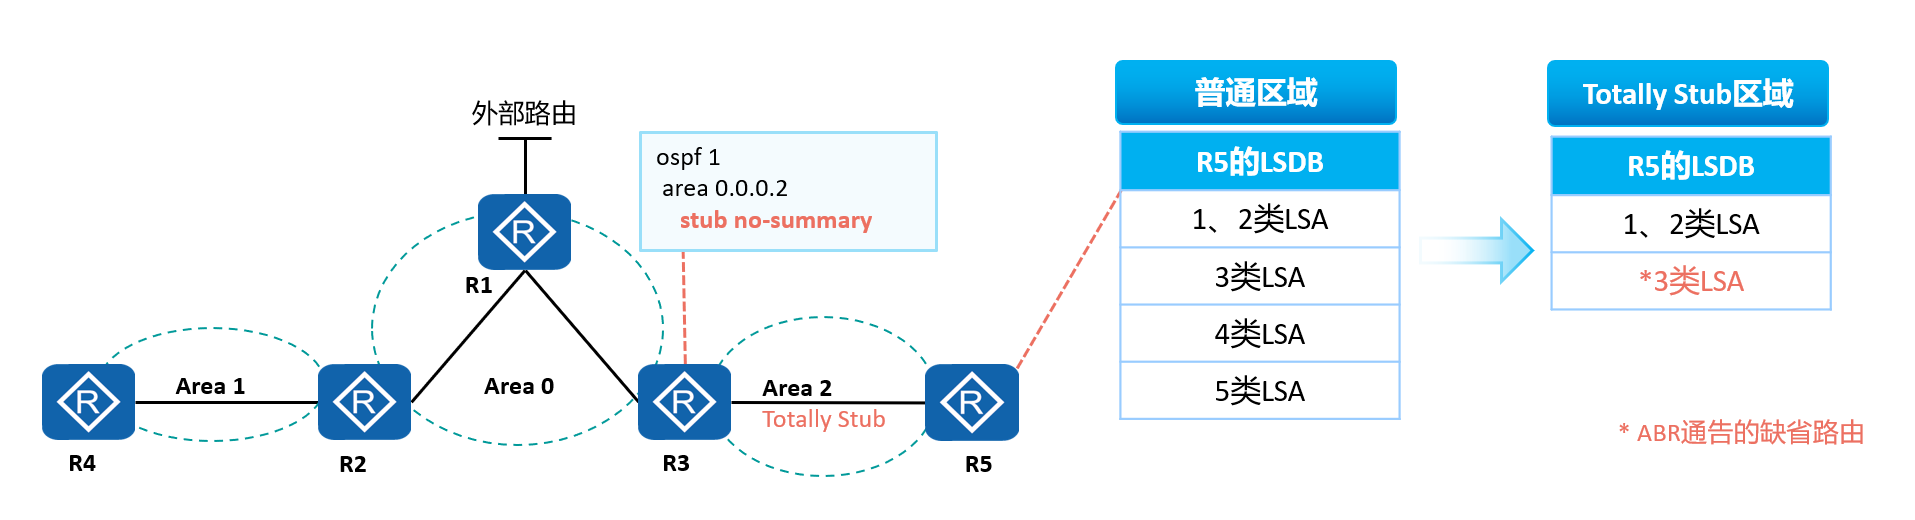 外部路由
ospf 1
area 0.0.0.2
stub no-summary
R
R1
R
Area 1
R
Area 0
R
Area 2
Totally Stub
R
R4
R2
R3
R5
普通区域
R5的LSDB
1、2类LSA
3类LSA
4类LSA
5类LSA
Totally Stub区域
R5的LSDB
1、2类LSA
*3类LSA
* ABR通告的缺省路由